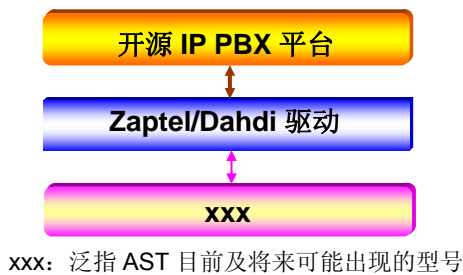 开源 IP PBX 平台
Zaptel/Dahdi 驱动
xxx
xxx：泛指 AST 目前及将来可能出现的型号